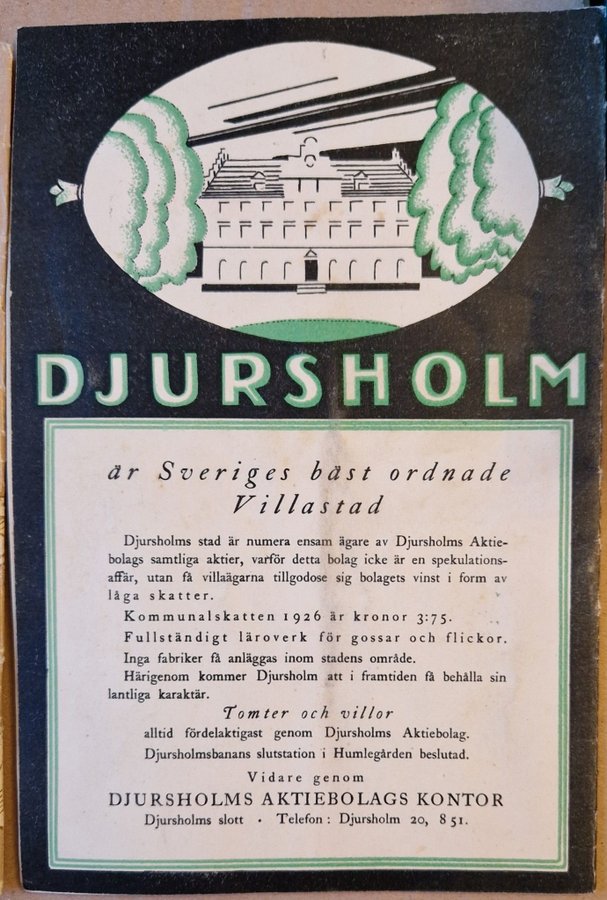 DJURSHOLM
är Sveriges bäst ordnade
Villastad
Djursholms stad är numera ensam ägare av Djursholms Aktie-
bolags samtliga aktier, varför detta bolag icke är en spekulations-
affär, utan få villaägarna tillgodose sig bolagets vinst i form av
låga skatter.
Kommunalskatten 1926 är kronor 3:75.
Fullständigt läroverk för gossar och flickor.
Inga fabriker få anläggas inom stadens område.
Härigenom kommer Djursholm att i framtiden få behålla sin
lantliga karaktär.
Tomter och villor
alltid fördelaktigast genom Djursholms Aktiebolag.
Djursholmsbanans slutstation i Humlegården beslutad.
Vidare genom
DJURSHOLMS AKTIEBOLAGS KONTOR
Djursholms slott · Telefon: Djursholm 20, 851.